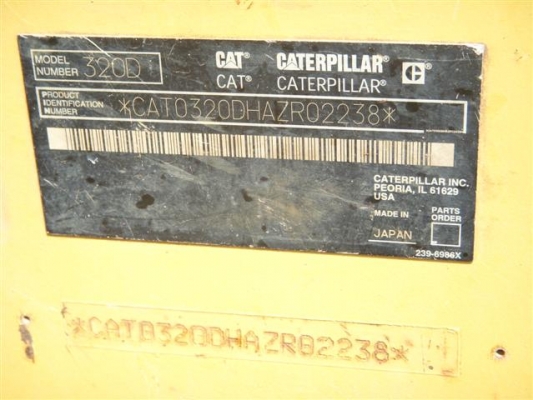 MODEL NUMBER 320D
CAT® CATERPILLAR® C
CAT® CATERPILLAR®
PRODUCT IDENTIFICATION NUMBER *CAT0320DHAZR02238*
CATERPILLAR INC.
PEORIA, IL 61629
USA
MADE IN
PARTS ORDER
JAPAN
239-6986X
*CAT0320DHAZR02238*